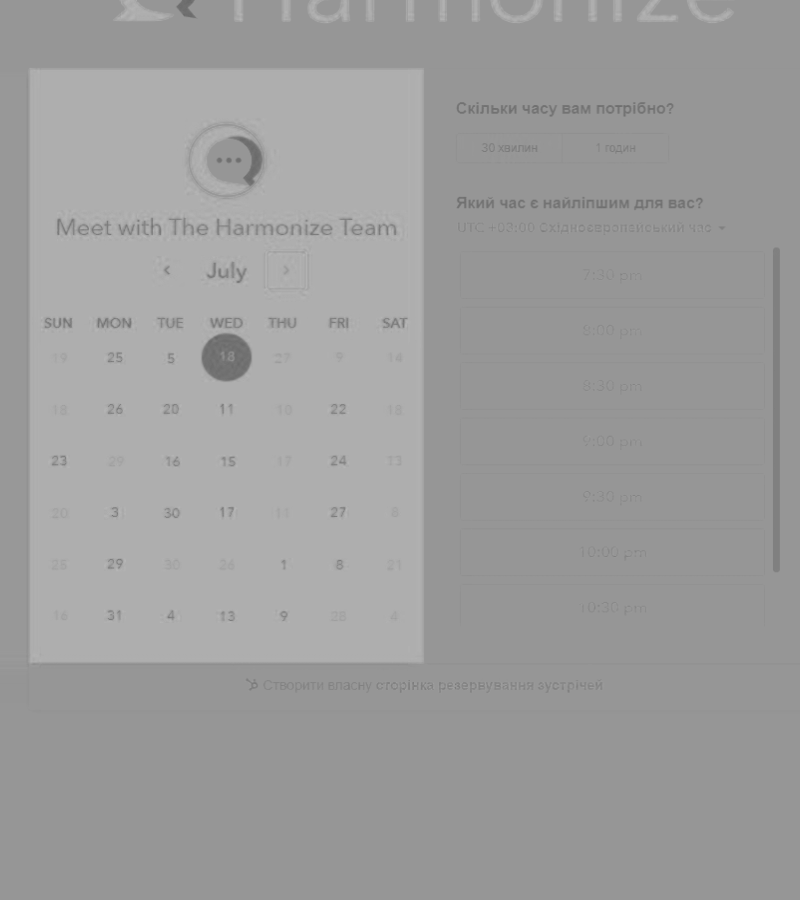 Harmonize
Meet with The Harmonize Team
July
SUN MON TUE WED THU FRI SAT
19 25 5 18 27 9 14
18 26 20 11 10 22 18
23 29 16 15 17 24 13
20 3 30 17 11 27 8
25 29 30 26 1 8 21
16 31 4 13 9 28 4
Скільки часу вам потрібно?
30 хвилин 1 годин
Який час є найліпшим для вас?
UTC +03:00 Східноєвропейський час
7:30 pm
8:00 pm
8:30 pm
9:00 pm
9:30 pm
10:00 pm
10:30 pm
Створити власну сторінка резервування зустрічей